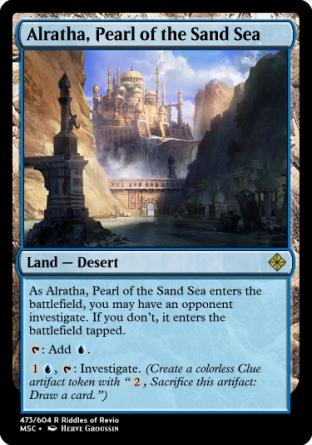 Alratha, Pearl of the Sand Sea
Land — Desert
As Alratha, Pearl of the Sand Sea enters the
battlefield, you may have an opponent
investigate. If you don't, it enters the
battlefield tapped.
: Add .
1 , : Investigate. (Create a colorless Clue
artifact token with “2, Sacrifice this artifact:
Draw a card.”)
473/604 R Riddles of Revio
MSC • Herve Groussin